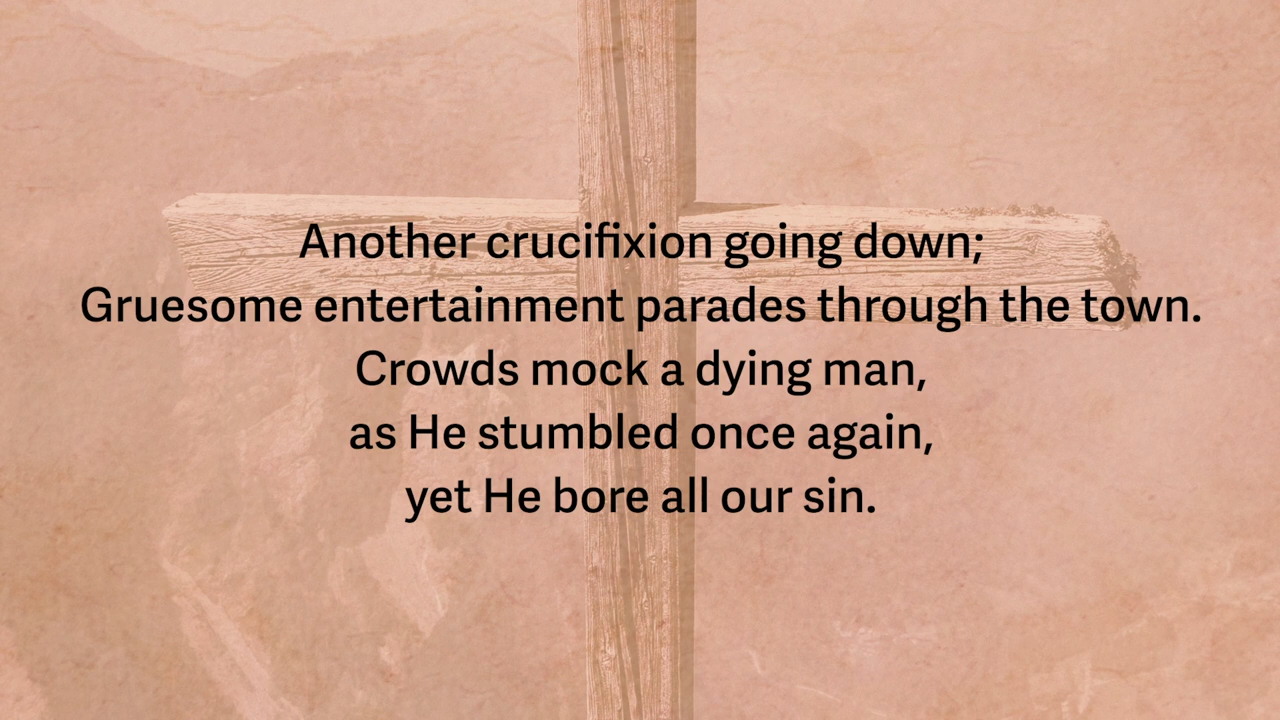 Another crucifixion going down;
Gruesome entertainment parades through the town.
Crowds mock a dying man,
as He stumbled once again,
yet He bore all our sin.